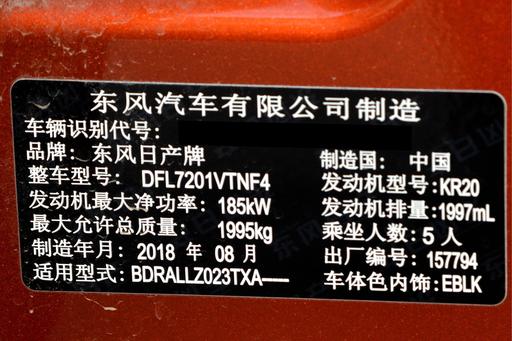 东风汽车有限公司制造
车辆识别代号:
品牌: 东风日产牌 制造国: 中国
整车型号: DFL7201VTNF4 发动机型号:KR20
发动机最大净功率: 185kW 发动机排量:1997mL
最大允许总质量: 1995kg 乘坐人数: 5 人
制造年月: 2018 年 08 月 出厂编号: 157794
适用型式: BDRALLZ023TXA---- 车体色内饰: EBLK